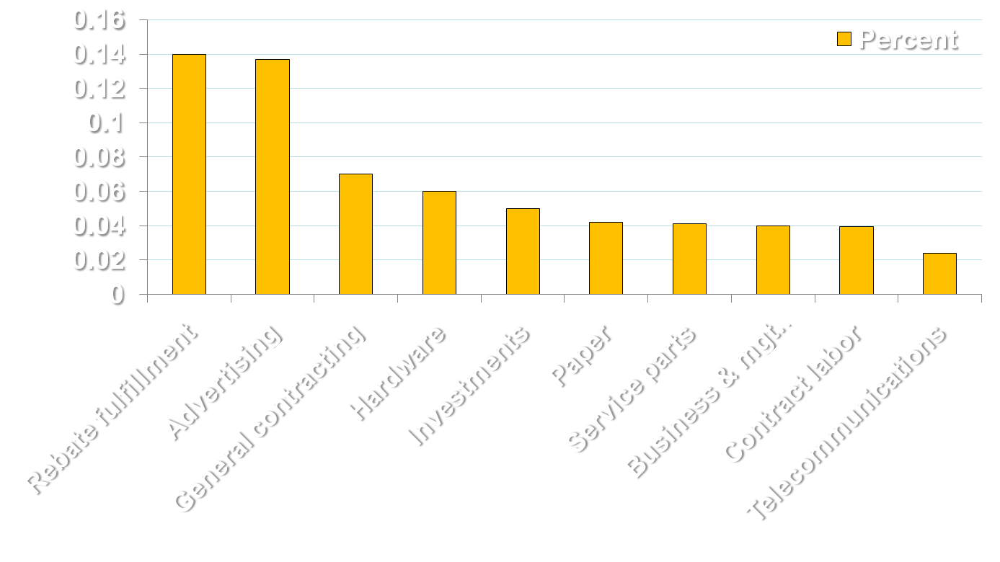 0.16
0.14
0.12
0.1
0.08
0.06
0.04
0.02
0
Percent
Rebate fulfillment
Advertising
General contracting
Hardware
Investments
Paper
Service parts
Business & mgt..
Contract labor
Telecommunications